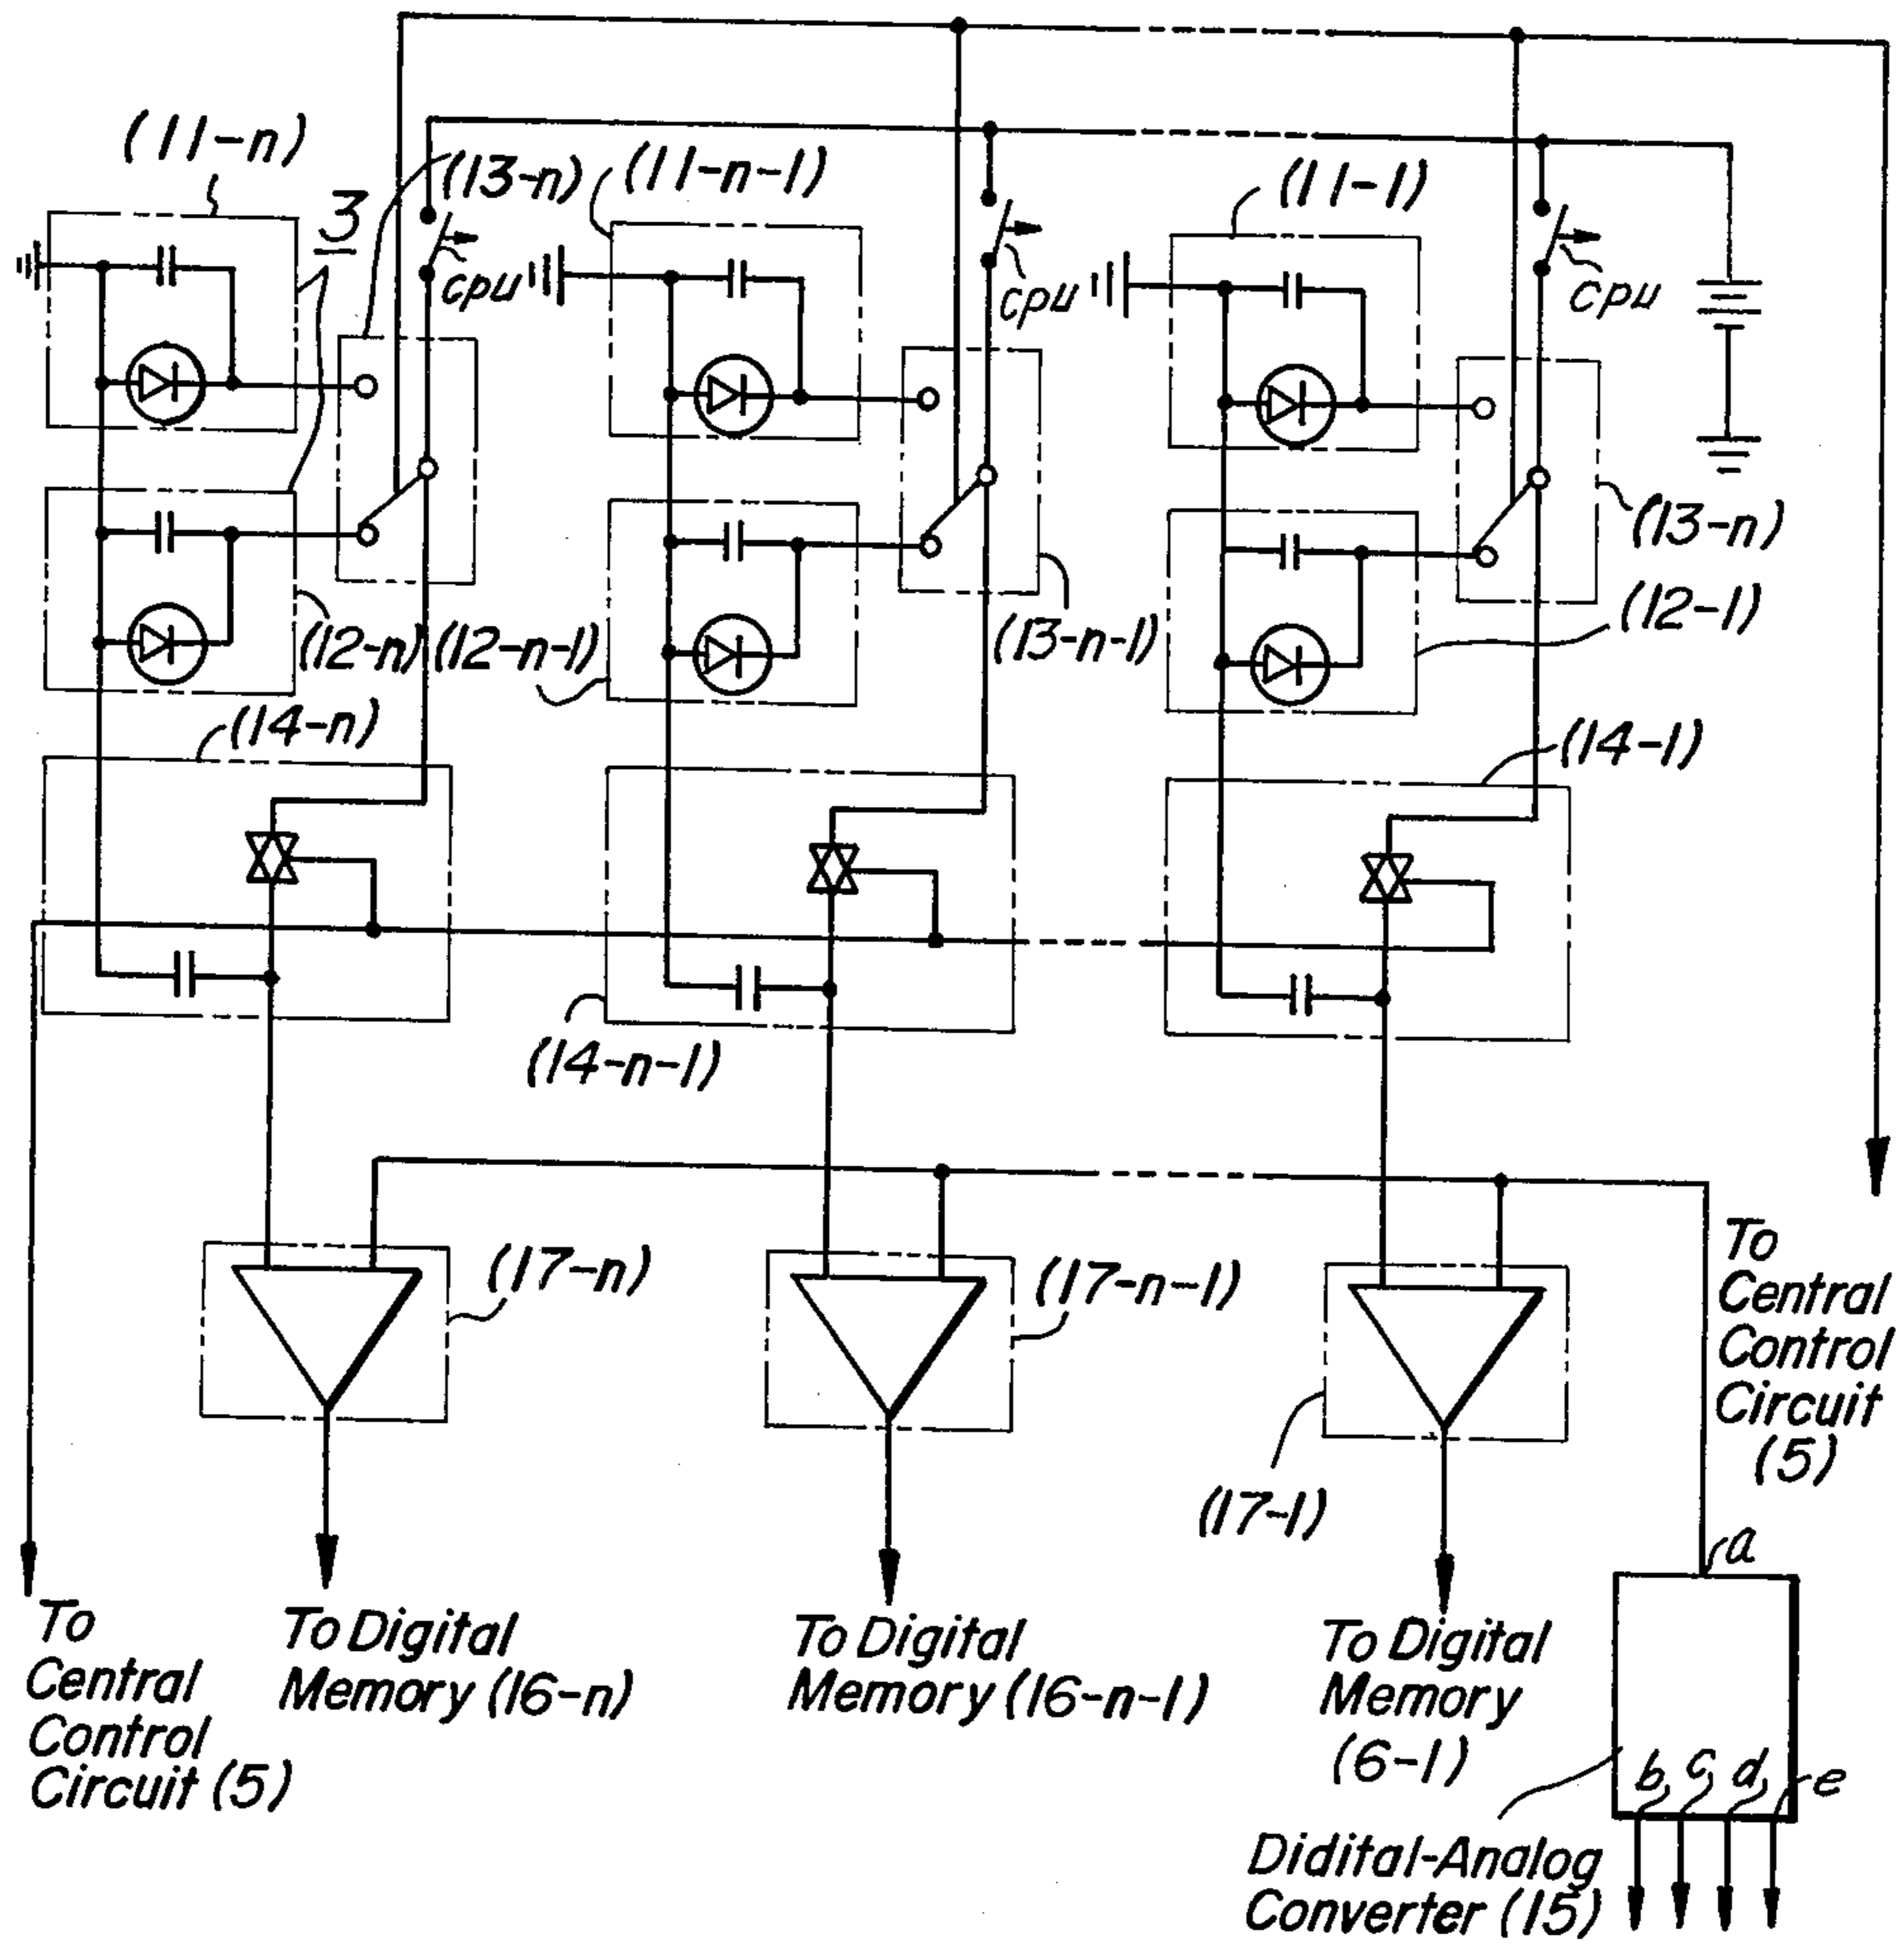 (11-n)
3
(13-n)
(11-n-1)
(11-1)
cpu
cpu
cpu
(13-n)
(12-1)
(12-n)
(12-n-1)
(13-n-1)
(14-n)
(14-1)
(14-n-1)
(17-n)
(17-n-1)
(17-1)
To
Central
Control
Circuit
(5)
a
To
Central
Control
Circuit (5)
To Digital
Memory (16-n)
To Digital
Memory (16-n-1)
To Digital
Memory
(6-1)
b c d e
Didital-Analog
Converter (15)